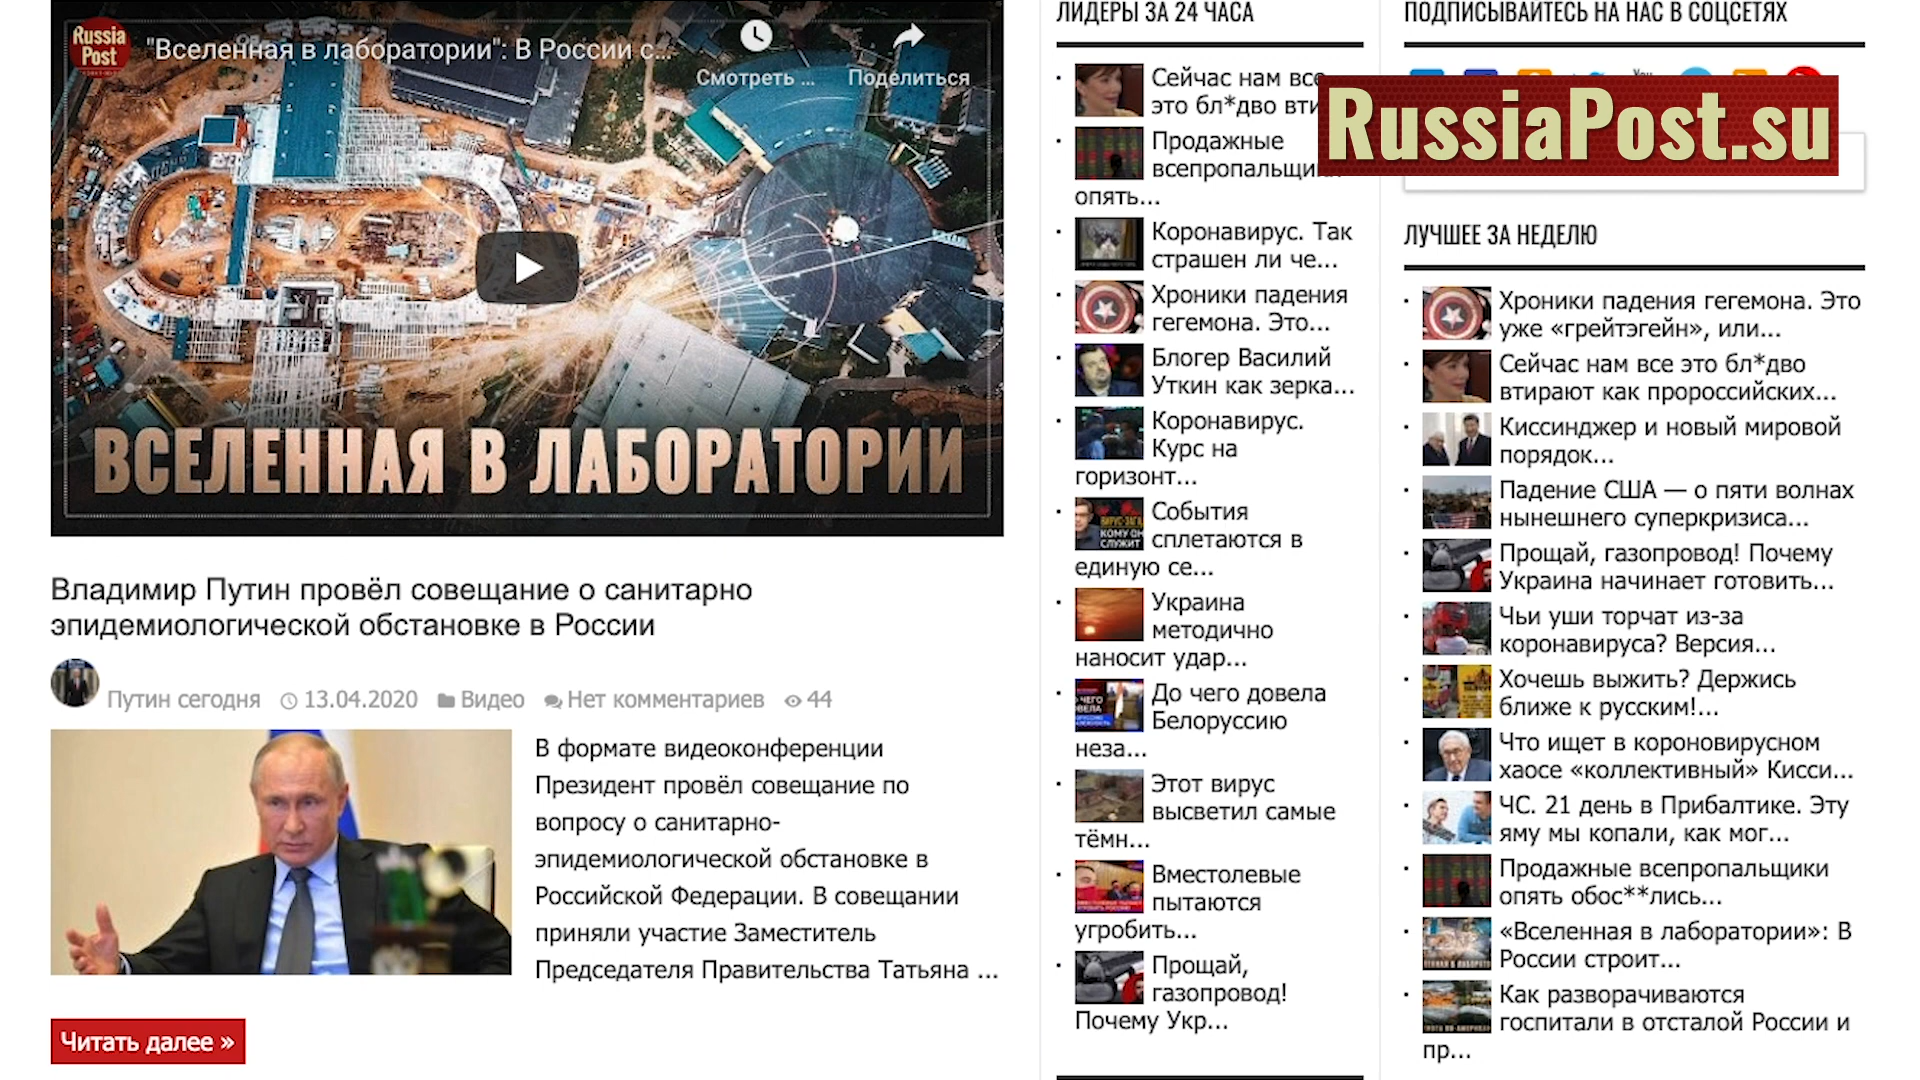 Russia
Post
"Вселенная в лаборатории": В России с...
Смотреть ...
Поделиться
ВСЕЛЕННАЯ В ЛАБОРАТОРИИ
Владимир Путин провёл совещание о санитарно
эпидемиологической обстановке в России
Путин сегодня 13.04.2020 Видео Нет комментариев 44
В формате видеоконференции
Президент провёл совещание по
вопросу о санитарно-
эпидемиологической обстановке в
Российской Федерации. В совещании
приняли участие Заместитель
Председателя Правительства Татьяна ...
Читать далее »
ЛИДЕРЫ ЗА 24 ЧАСА
Сейчас нам все
это бл*дво вти
Продажные
всепропальщи
опять...
Коронавирус. Так
страшен ли че...
Хроники падения
гегемона. Это...
Блогер Василий
Уткин как зерка...
Коронавирус.
Курс на
горизонт...
События
сплетаются в
единую се...
Украина
методично
наносит удар...
До чего довела
Белоруссию
неза...
Этот вирус
высветил самые
тёмн...
Вместолевые
пытаются
угробить...
Прощай,
газопровод!
Почему Укр...
ПОДПИСЫВАЙТЕСЬ НА НАС В СОЦСЕТЯХ
RussiaPost.su
ЛУЧШЕЕ ЗА НЕДЕЛЮ
Хроники падения гегемона. Это
уже «грейтэгейн», или...
Сейчас нам все это бл*дво
втирают как пророссийских...
Киссинджер и новый мировой
порядок...
Падение США — о пяти волнах
нынешнего суперкризиса...
Прощай, газопровод! Почему
Украина начинает готовить...
Чьи уши торчат из-за
коронавируса? Версия...
Хочешь выжить? Держись
ближе к русским!...
Что ищет в короновирусном
хаосе «коллективный» Кисси...
ЧС. 21 день в Прибалтике. Эту
яму мы копали, как мог...
Продажные всепропальщики
опять обос**лись...
«Вселенная в лаборатории»: В
России строит...
Как разворачиваются
госпитали в отсталой России и
пр...